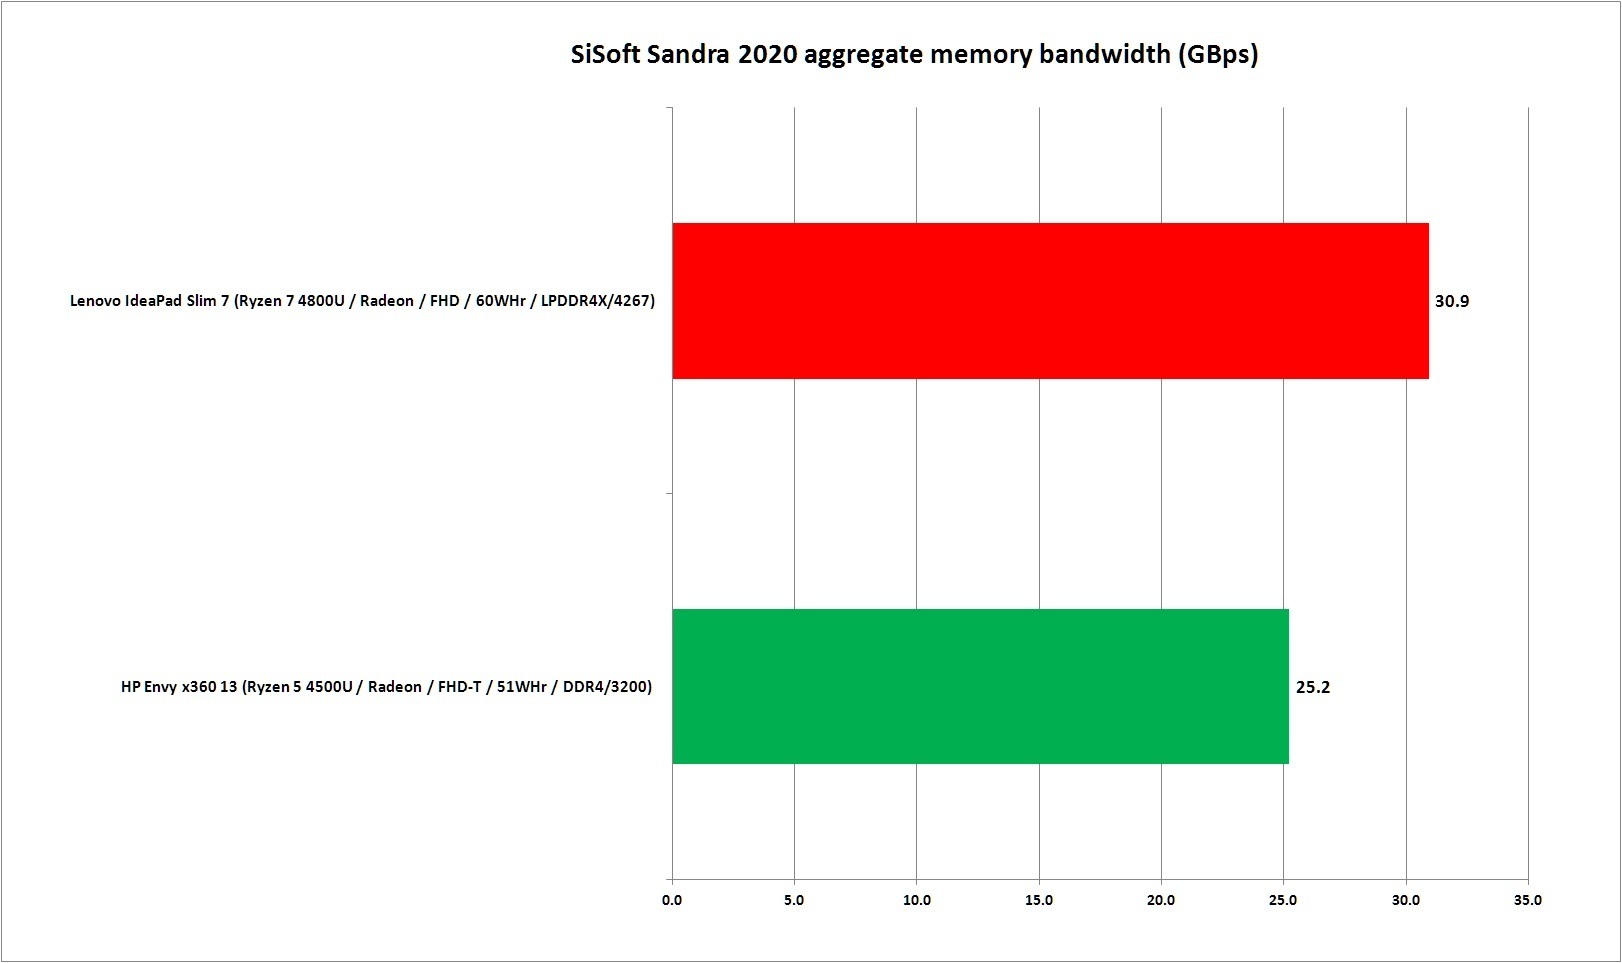 SiSoft Sandra 2020 aggregate memory bandwidth (GBps)
Lenovo IdeaPad Slim 7 (Ryzen 7 4800U / Radeon / FHD / 60WHr / LPDDR4X/4267)
30.9
HP Envy x360 13 (Ryzen 5 4500U / Radeon / FHD-T / 51WHr / DDR4/3200)
25.2
0.0 5.0 10.0 15.0 20.0 25.0 30.0 35.0